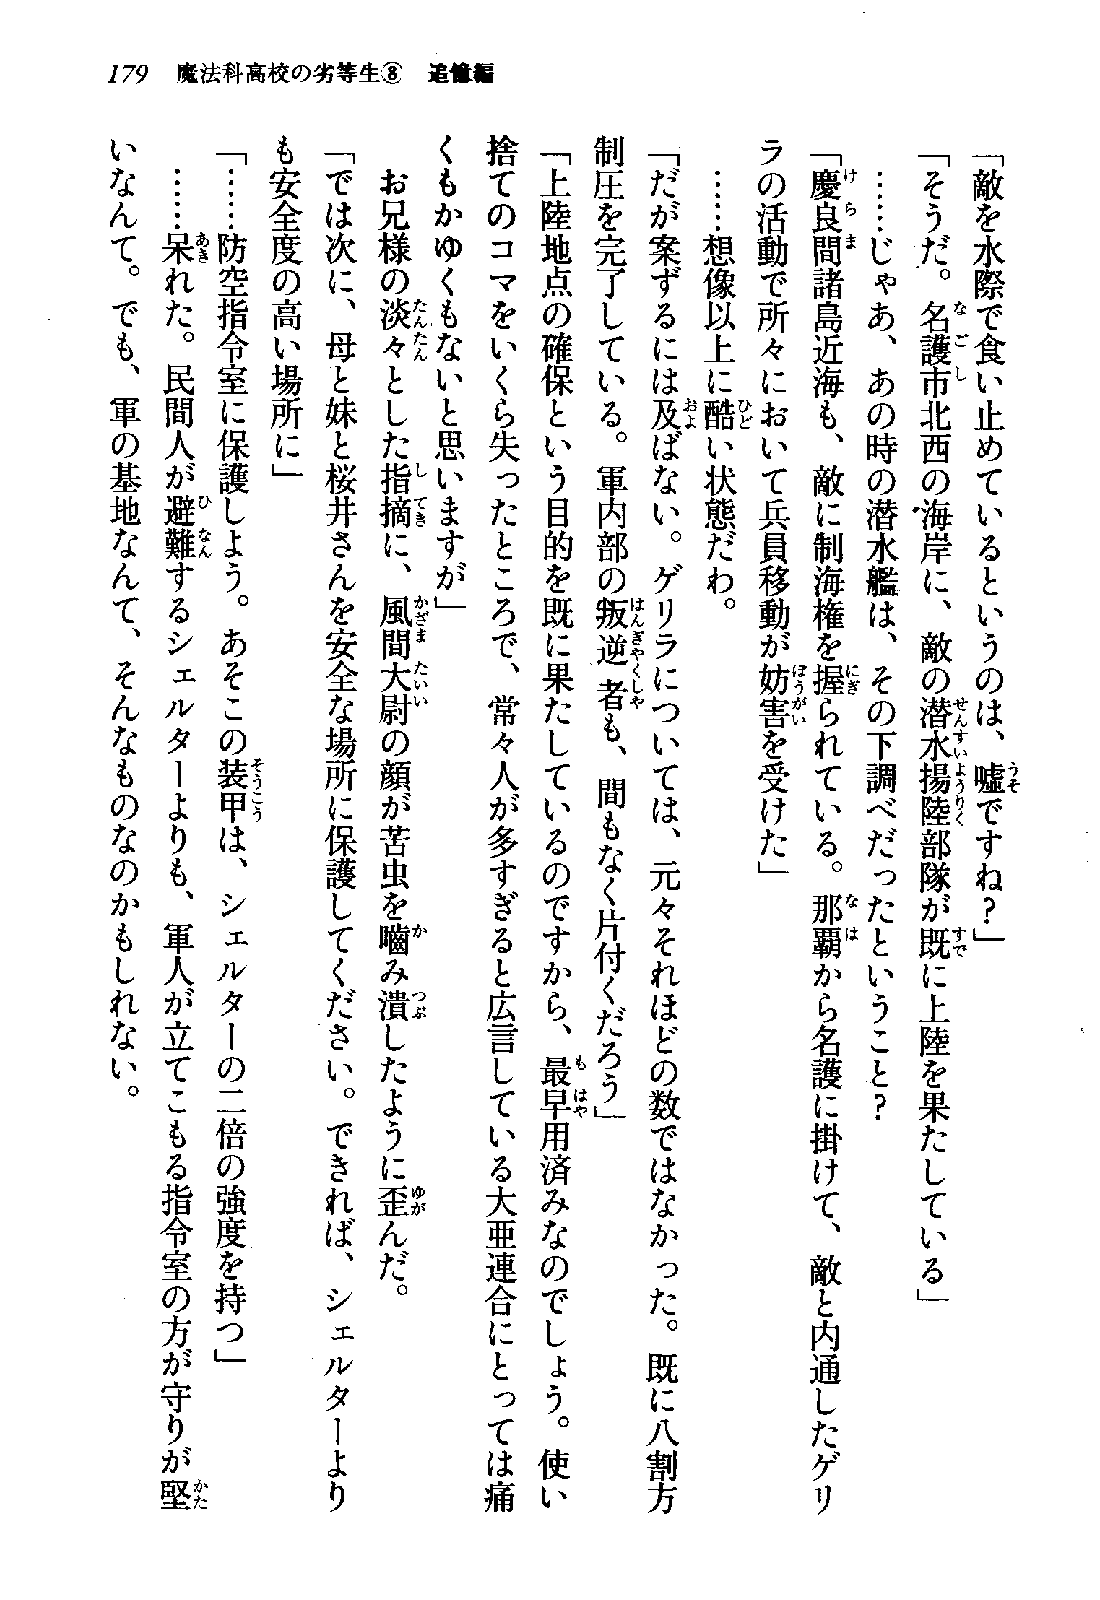 179　魔法科高校の劣等生⑧　追憶編
「敵を水際で食い止めているというのは、嘘ですね？」
「そうだ。名護市北西の海岸に、敵の潜水揚陸部隊が既に上陸を果たしている」
……じゃあ、あの時の潜水艦は、その下調べだったということ？
「慶良間諸島近海も、敵に制海権を握られている。那覇から名護に掛けて、敵と内通したゲリ
ラの活動で所々において兵員移動が妨害を受けた」
……想像以上に酷い状態だわ。
「だが案ずるには及ばない。ゲリラについては、元々それほどの数ではなかった。既に八割方
制圧を完了している。軍内部の叛逆者も、間もなく片付くだろう」
「上陸地点の確保という目的を既に果たしているのですから、最早用済みなのでしょう。使い
捨てのコマをいくら失ったところで、常々人が多すぎると広言している大亜連合にとっては痛
くもかゆくもないと思いますが」
お兄様の淡々とした指摘に、風間大尉の顔が苦虫を嚙み潰したように歪んだ。
「では次に、母と妹と桜井さんを安全な場所に保護してください。できれば、シェルターより
も安全度の高い場所に」
「……防空指令室に保護しよう。あそこの装甲は、シェルターの二倍の強度を持つ」
……呆れた。民間人が避難するシェルターよりも、軍人が立てこもる指令室の方が守りが堅
いなんて。でも、軍の基地なんて、そんなものなのかもしれない。